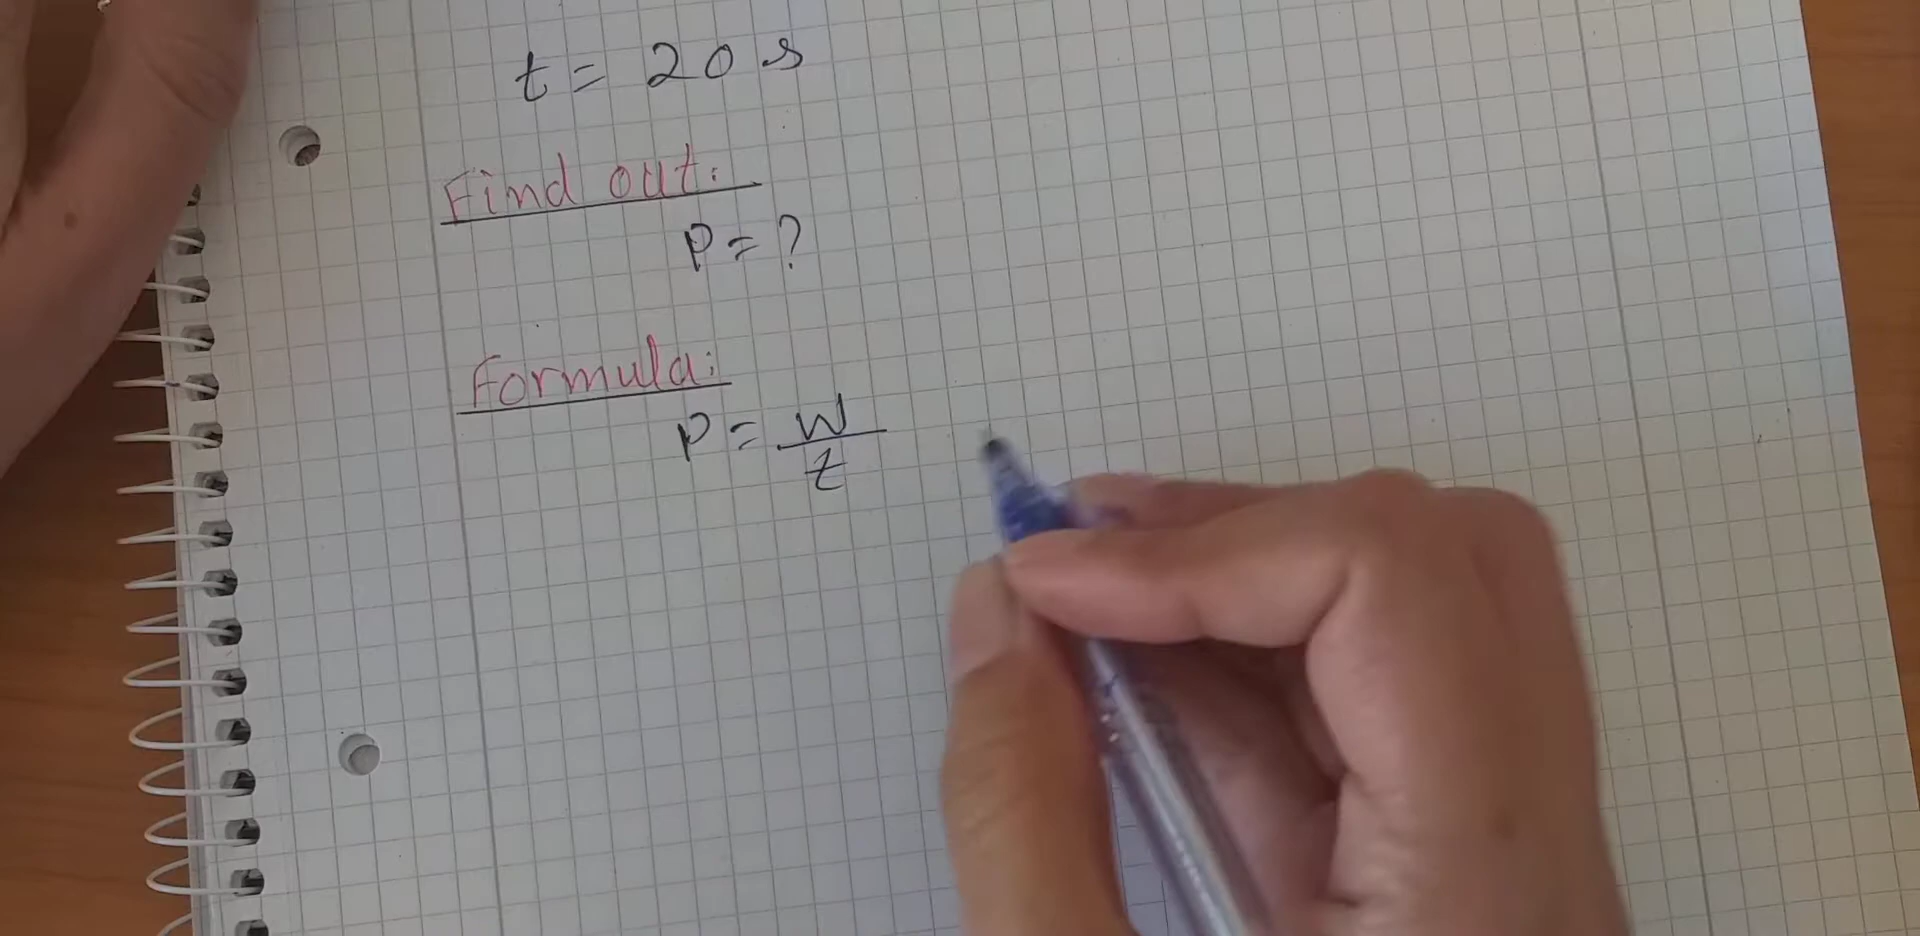 t = 20 s
Find out:
P = ?
Formula:
P = W
t